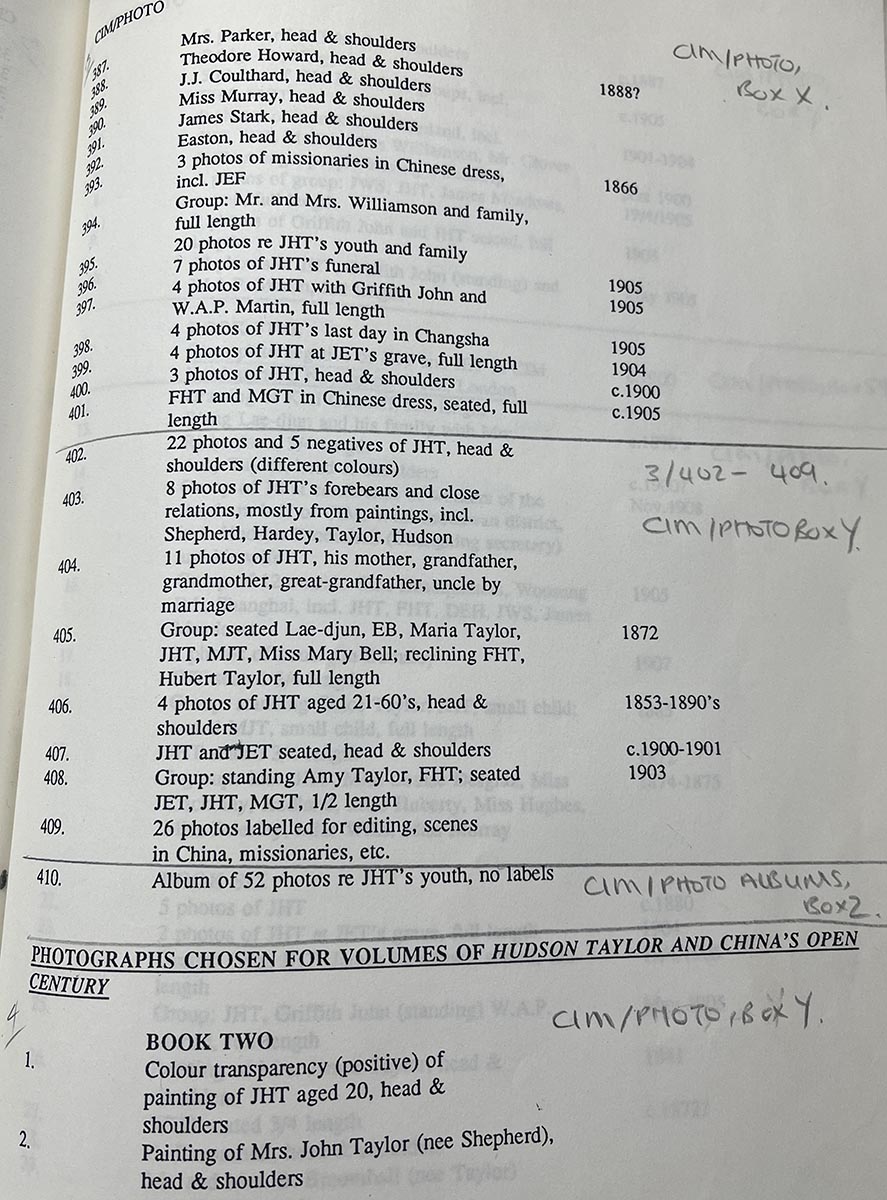 CIM/PHOTO
CIM/PHOTO,
BOX X.
387. Mrs. Parker, head & shoulders
388. Theodore Howard, head & shoulders
389. J.J. Coulthard, head & shoulders 1888?
390. Miss Murray, head & shoulders
391. James Stark, head & shoulders
392. Easton, head & shoulders
393. 3 photos of missionaries in Chinese dress, 1866
incl. JEF
394. Group: Mr. and Mrs. Williamson and family,
full length
395. 20 photos re JHT's youth and family
396. 7 photos of JHT's funeral 1905
397. 4 photos of JHT with Griffith John and 1905
W.A.P. Martin, full length
398. 4 photos of JHT's last day in Changsha 1905
399. 4 photos of JHT at JET's grave, full length 1904
400. 3 photos of JHT, head & shoulders c.1900
401. FHT and MGT in Chinese dress, seated, full c.1905
length
402. 22 photos and 5 negatives of JHT, head &
shoulders (different colours)
3/402 - 409.
CIM/PHOTO BOX Y.
403. 8 photos of JHT's forebears and close
relations, mostly from paintings, incl.
Shepherd, Hardey, Taylor, Hudson
404. 11 photos of JHT, his mother, grandfather,
grandmother, great-grandfather, uncle by
marriage
405. Group: seated Lae-djun, EB, Maria Taylor, 1872
JHT, MJT, Miss Mary Bell; reclining FHT,
Hubert Taylor, full length
406. 4 photos of JHT aged 21-60's, head & 1853-1890's
shoulders
407. JHT and JET seated, head & shoulders c.1900-1901
408. Group: standing Amy Taylor, FHT; seated 1903
JET, JHT, MGT, 1/2 length
409. 26 photos labelled for editing, scenes
in China, missionaries, etc.
410. Album of 52 photos re JHT's youth, no labels
CIM/PHOTO ALBUMS,
BOX 2.
PHOTOGRAPHS CHOSEN FOR VOLUMES OF HUDSON TAYLOR AND CHINA'S OPEN
CENTURY
4/
CIM/PHOTO, BOX Y.
BOOK TWO
1. Colour transparency (positive) of
painting of JHT aged 20, head &
shoulders
2. Painting of Mrs. John Taylor (nee Shepherd),
head & shoulders